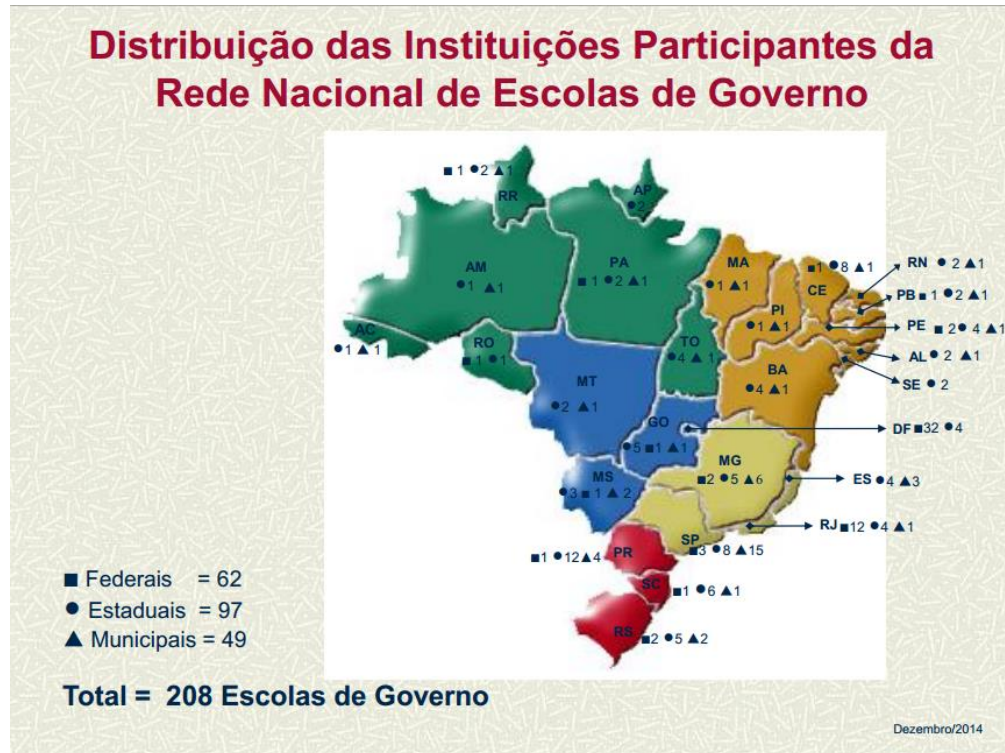 Distribuição das Instituições Participantes da
Rede Nacional de Escolas de Governo
■ 1 ● 2 ▲ 1
RR
AP
● 2
AM
● 1 ▲ 1
PA
■ 1 ● 2 ▲ 1
MA
● 1 ▲ 1
■ 1 ● 8 ▲ 1
CE
RN ● 2 ▲ 1
PB ■ 1 ● 2 ▲ 1
PI
● 1 ▲ 1
PE ■ 2 ● 4 ▲ 1
AC
● 1 ▲ 1
RO
■ 1 ● 1
TO
● 4 ▲ 1
AL ● 2 ▲ 1
BA
● 4 ▲ 1
SE ● 2
MT
● 2 ▲ 1
GO
● 5 ■ 1 ▲ 1
DF ■ 32 ● 4
MG
■ 2 ● 5 ▲ 6
MS
● 3 ■ 1 ▲ 2
ES ● 4 ▲ 3
RJ ■ 12 ● 4 ▲ 1
SP
■ 3 ● 8 ▲ 15
PR
■ 1 ● 12 ▲ 4
SC
■ 1 ● 6 ▲ 1
RS
■ 2 ● 5 ▲ 2
■ Federais = 62
● Estaduais = 97
▲ Municipais = 49
Total = 208 Escolas de Governo
Dezembro/2014